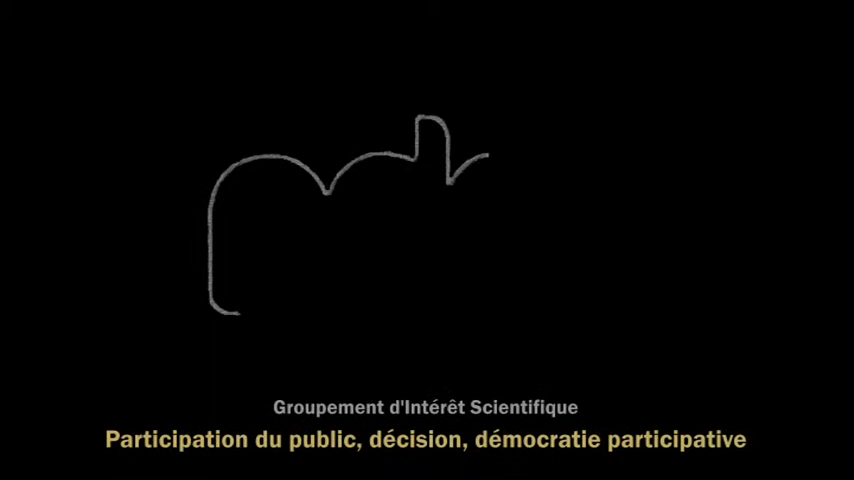 Groupement d'Intérêt Scientifique
Participation du public, décision, démocratie participative